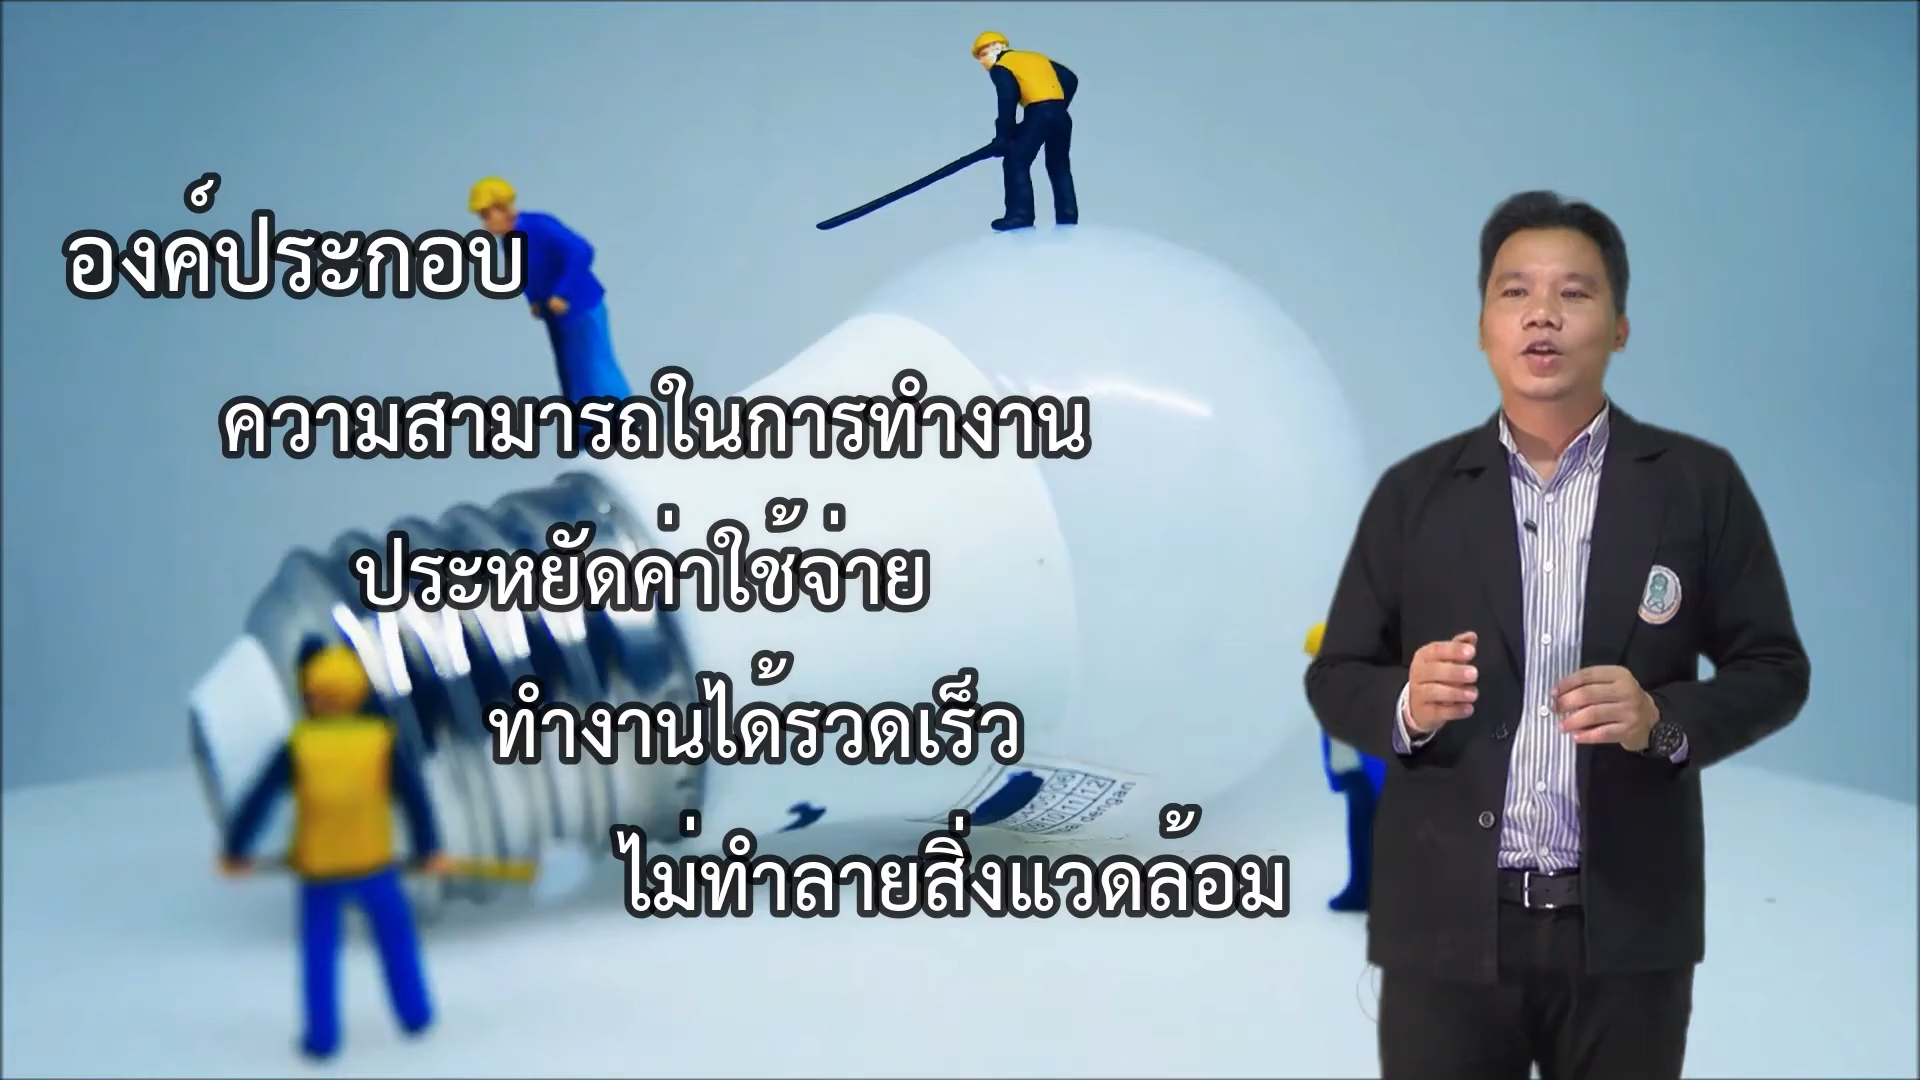 องค์ประกอบ
ความสามารถในการทำงาน
ประหยัดค่าใช้จ่าย
ทำงานได้รวดเร็ว
ไม่ทำลายสิ่งแวดล้อม